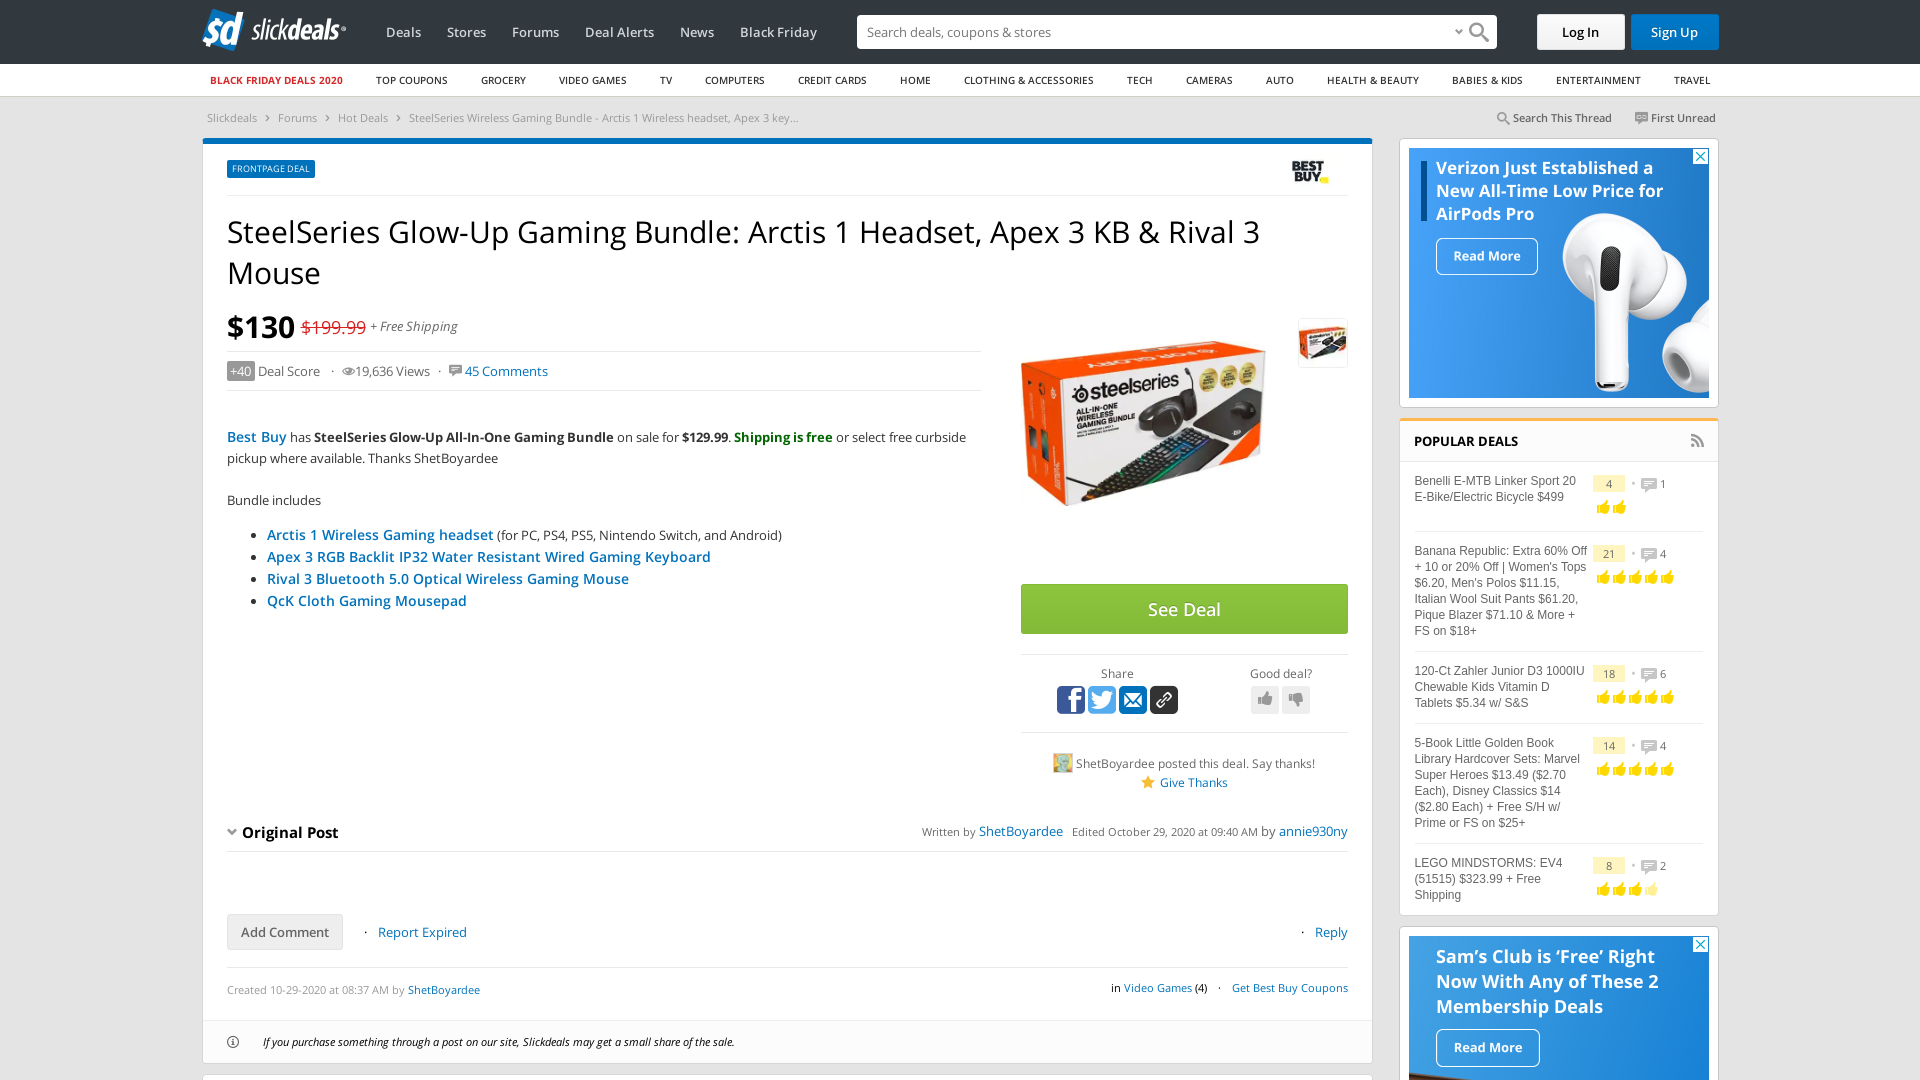 sd slickdeals
Deals Stores Forums Deal Alerts News Black Friday
Search deals, coupons & stores
Log In
Sign Up
BLACK FRIDAY DEALS 2020 TOP COUPONS GROCERY VIDEO GAMES TV COMPUTERS CREDIT CARDS HOME CLOTHING & ACCESSORIES TECH CAMERAS AUTO HEALTH & BEAUTY BABIES & KIDS ENTERTAINMENT TRAVEL
Slickdeals › Forums › Hot Deals › SteelSeries Wireless Gaming Bundle - Arctis 1 Wireless headset, Apex 3 key...
Search This Thread First Unread
FRONTPAGE DEAL
BEST
BUY
SteelSeries Glow-Up Gaming Bundle: Arctis 1 Headset, Apex 3 KB & Rival 3
Mouse
$130 $199.99 + Free Shipping
+40 Deal Score · 19,636 Views · 45 Comments
Best Buy has SteelSeries Glow-Up All-In-One Gaming Bundle on sale for $129.99. Shipping is free or select free curbside
pickup where available. Thanks ShetBoyardee
Bundle includes
• Arctis 1 Wireless Gaming headset (for PC, PS4, PS5, Nintendo Switch, and Android)
• Apex 3 RGB Backlit IP32 Water Resistant Wired Gaming Keyboard
• Rival 3 Bluetooth 5.0 Optical Wireless Gaming Mouse
• QcK Cloth Gaming Mousepad
FOR GLORY
steelseries
ALL-IN-ONE
WIRELESS
GAMING BUNDLE
See Deal
Share
Good deal?
ShetBoyardee posted this deal. Say thanks!
Give Thanks
Original Post
Written by ShetBoyardee Edited October 29, 2020 at 09:40 AM by annie930ny
Add Comment · Report Expired
· Reply
Created 10-29-2020 at 08:37 AM by ShetBoyardee
in Video Games (4) · Get Best Buy Coupons
If you purchase something through a post on our site, Slickdeals may get a small share of the sale.
Verizon Just Established a
New All-Time Low Price for
AirPods Pro
Read More
POPULAR DEALS
Benelli E-MTB Linker Sport 20
E-Bike/Electric Bicycle $499
4 • 1
Banana Republic: Extra 60% Off
+ 10 or 20% Off | Women's Tops
$6.20, Men's Polos $11.15,
Italian Wool Suit Pants $61.20,
Pique Blazer $71.10 & More +
FS on $18+
21 • 4
120-Ct Zahler Junior D3 1000IU
Chewable Kids Vitamin D
Tablets $5.34 w/ S&S
18 • 6
5-Book Little Golden Book
Library Hardcover Sets: Marvel
Super Heroes $13.49 ($2.70
Each), Disney Classics $14
($2.80 Each) + Free S/H w/
Prime or FS on $25+
14 • 4
LEGO MINDSTORMS: EV4
(51515) $323.99 + Free
Shipping
8 • 2
Sam's Club is 'Free' Right
Now With Any of These 2
Membership Deals
Read More